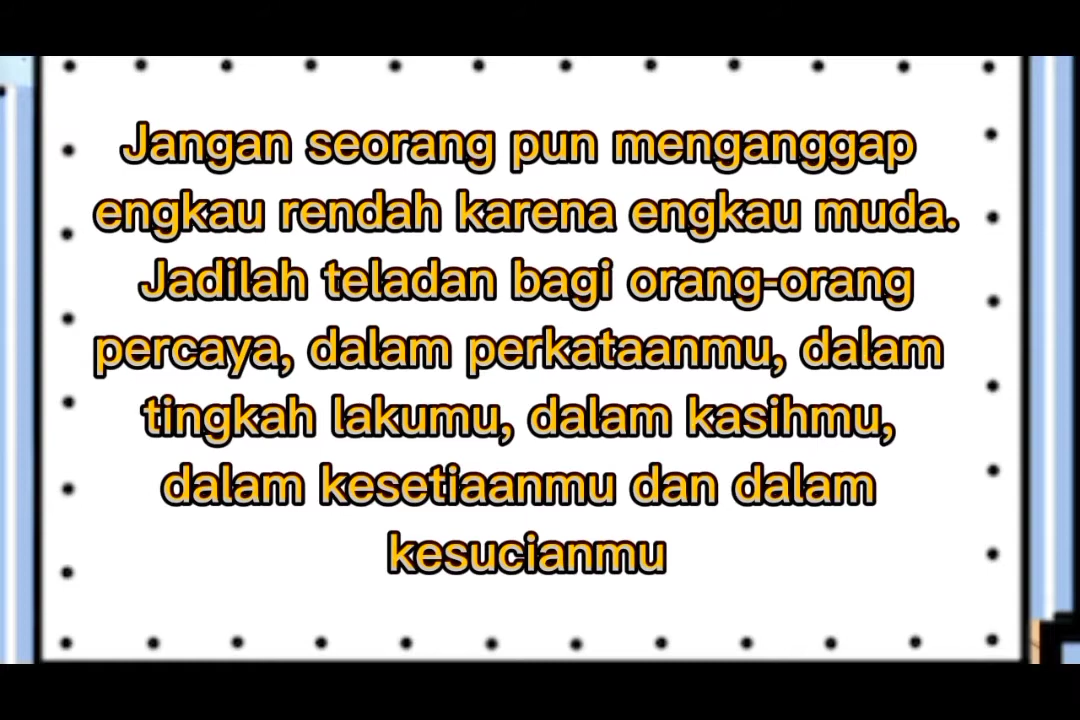 Jangan seorang pun menganggap
engkau rendah karena engkau muda.
Jadilah teladan bagi orang-orang
percaya, dalam perkataanmu, dalam
tingkah lakumu, dalam kasihmu,
dalam kesetiaanmu dan dalam
kesucianmu